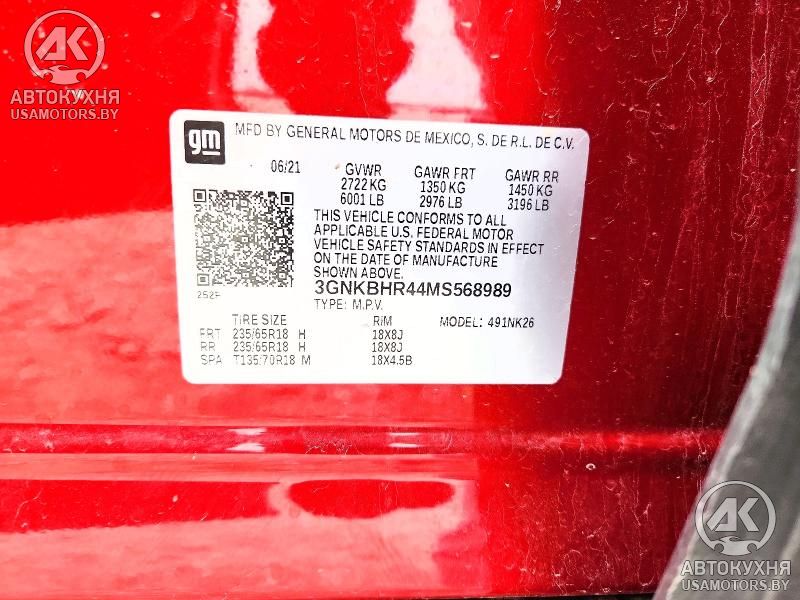 АК
АВТОКУХНЯ
USAMOTORS.BY
gm MFD BY GENERAL MOTORS DE MEXICO, S. DE R.L. DE C.V.
06/21 GVWR GAWR FRT GAWR RR
2722 KG 1350 KG 1450 KG
6001 LB 2976 LB 3196 LB
THIS VEHICLE CONFORMS TO ALL
APPLICABLE U.S. FEDERAL MOTOR
VEHICLE SAFETY STANDARDS IN EFFECT
ON THE DATE OF MANUFACTURE
SHOWN ABOVE.
252F 3GNKBHR44MS568989
TYPE: M.P.V.
TIRE SIZE RIM MODEL: 491NK26
FRT 235/65R18 H 18X8J
RR 235/65R18 H 18X8J
SPA T135/70R18 M 18X4.5B
АК
АВТОКУХНЯ
USAMOTORS.BY